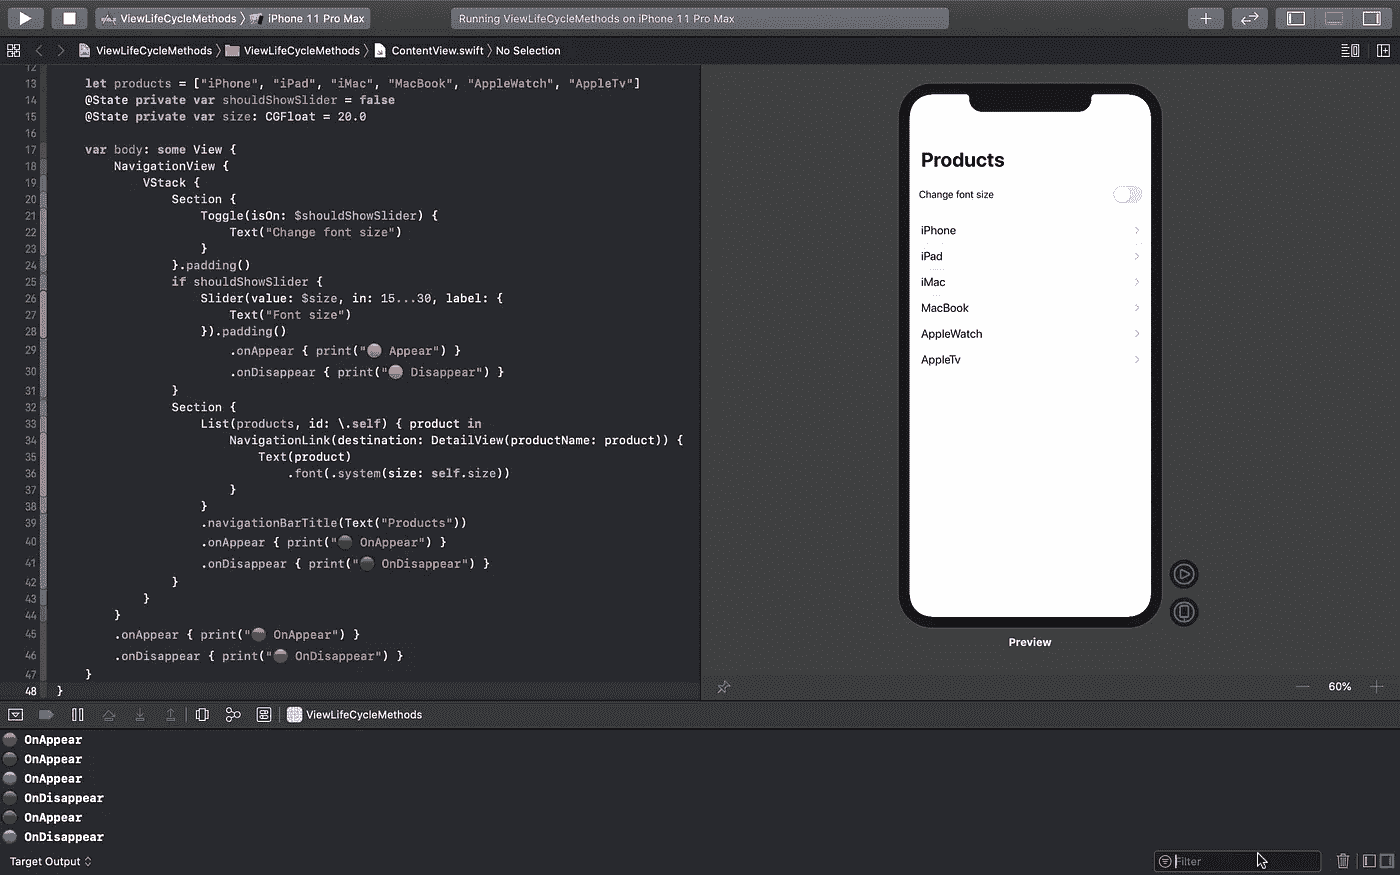 ViewLifeCycleMethods 〉 iPhone 11 Pro Max
Running ViewLifeCycleMethods on iPhone 11 Pro Max
ViewLifeCycleMethods 〉 ViewLifeCycleMethods 〉 ContentView.swift 〉 No Selection
12
13 let products = ["iPhone", "iPad", "iMac", "MacBook", "AppleWatch", "AppleTv"]
14 @State private var shouldShowSlider = false
15 @State private var size: CGFloat = 20.0
16
17 var body: some View {
18 NavigationView {
19 VStack {
20 Section {
21 Toggle(isOn: $shouldShowSlider) {
22 Text("Change font size")
23 }
24 }.padding()
25 if shouldShowSlider {
26 Slider(value: $size, in: 15...30, label: {
27 Text("Font size")
28 }).padding()
29 .onAppear { print("⚪ Appear") }
30 .onDisappear { print("⚪ Disappear") }
31 }
32 Section {
33 List(products, id: \.self) { product in
34 NavigationLink(destination: DetailView(productName: product)) {
35 Text(product)
36 .font(.system(size: self.size))
37 }
38 }
39 .navigationBarTitle(Text("Products"))
40 .onAppear { print("⚫ OnAppear") }
41 .onDisappear { print("⚫ OnDisappear") }
42 }
43 }
44 }
45 .onAppear { print("⚫ OnAppear") }
46 .onDisappear { print("⚫ OnDisappear") }
47 }
48 }
Products
Change font size
iPhone
iPad
iMac
MacBook
AppleWatch
AppleTv
Preview
60%
ViewLifeCycleMethods
OnAppear
OnAppear
OnAppear
OnDisappear
OnAppear
OnDisappear
Target Output
Filter